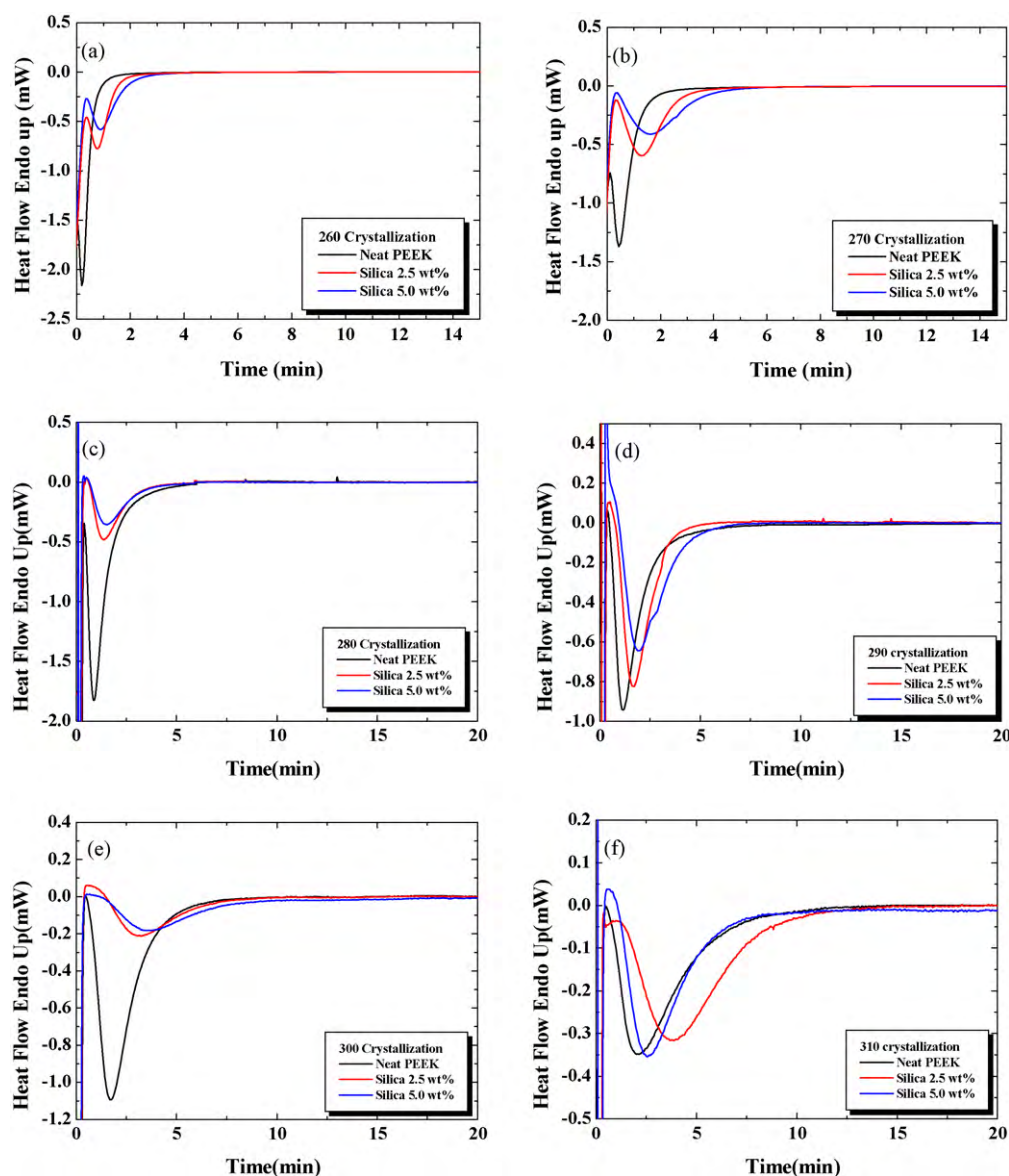 0.5
(a)
0.0
-0.5
-1.0
-1.5
-2.0
-2.5
Heat Flow Endo up (mW)
260 Crystallization
Neat PEEK
Silica 2.5 wt%
Silica 5.0 wt%
0 2 4 6 8 10 12 14
Time (min)
0.5
(b)
0.0
-0.5
-1.0
-1.5
-2.0
Heat Flow Endo up (mW)
270 Crystallization
Neat PEEK
Silica 2.5 wt%
Silica 5.0 wt%
0 2 4 6 8 10 12 14
Time (min)
0.5
(c)
0.0
-0.5
-1.0
-1.5
-2.0
Heat Flow Endo Up(mW)
280 Crystallization
Neat PEEK
Silica 2.5 wt%
Silica 5.0 wt%
0 5 10 15 20
Time(min)
0.4
(d)
0.2
0.0
-0.2
-0.4
-0.6
-0.8
-1.0
Heat Flow Endo Up(mW)
290 crystallization
Neat PEEK
Silica 2.5 wt%
Silica 5.0 wt%
0 5 10 15 20
Time(min)
0.4
(e)
0.2
0.0
-0.2
-0.4
-0.6
-0.8
-1.0
-1.2
Heat Flow Endo Up(mW)
300 Crystallization
Neat PEEK
Silica 2.5 wt%
Silica 5.0 wt%
0 5 10 15 20
Time(min)
0.2
(f)
0.1
0.0
-0.1
-0.2
-0.3
-0.4
-0.5
Heat Flow Endo Up(mW)
310 crystallization
Neat PEEK
Silica 2.5 wt%
Silica 5.0 wt%
0 5 10 15 20
Time(min)